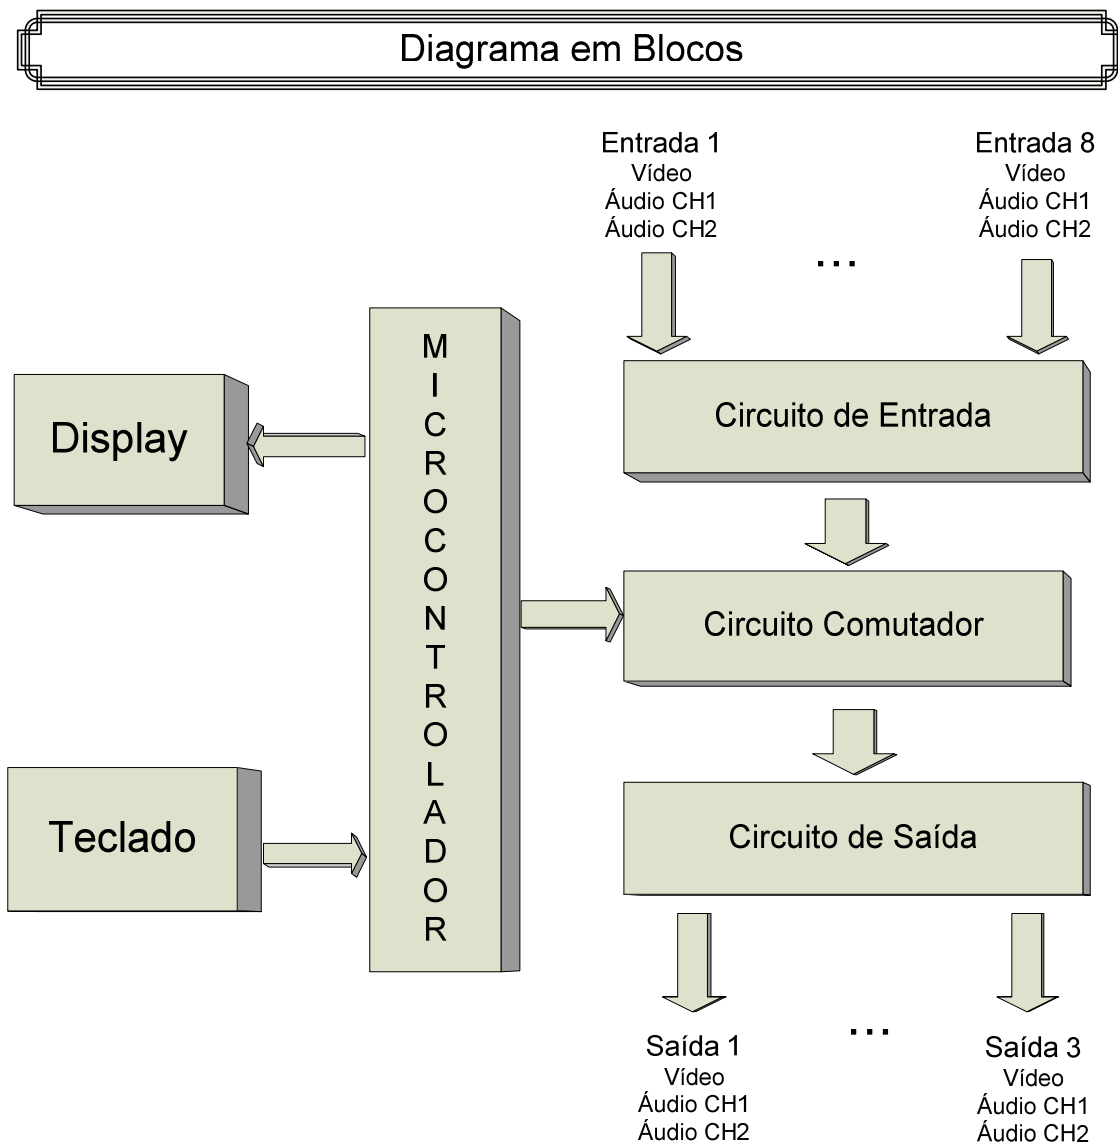 Diagrama em Blocos
Entrada 1
Vídeo
Áudio CH1
Áudio CH2
...
Entrada 8
Vídeo
Áudio CH1
Áudio CH2
Display
Teclado
MICROCONTROLADOR
Circuito de Entrada
Circuito Comutador
Circuito de Saída
Saída 1
Vídeo
Áudio CH1
Áudio CH2
...
Saída 3
Vídeo
Áudio CH1
Áudio CH2